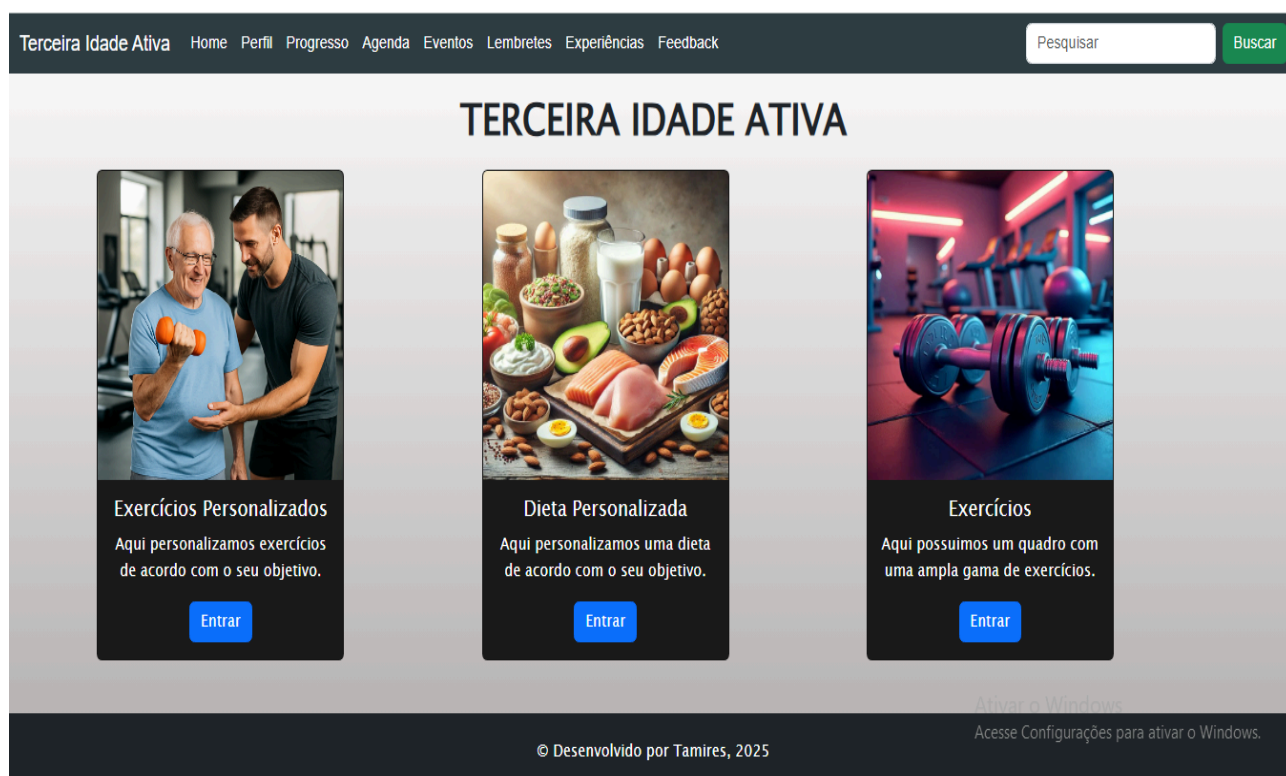 Terceira Idade Ativa Home Perfil Progresso Agenda Eventos Lembretes Experiências Feedback Pesquisar Buscar
TERCEIRA IDADE ATIVA
Exercícios Personalizados
Aqui personalizamos exercícios
de acordo com o seu objetivo.
Entrar
Dieta Personalizada
Aqui personalizamos uma dieta
de acordo com o seu objetivo.
Entrar
Exercícios
Aqui possuimos um quadro com
uma ampla gama de exercícios.
Entrar
Ativar o Windows
Acesse Configurações para ativar o Windows.
© Desenvolvido por Tamires, 2025